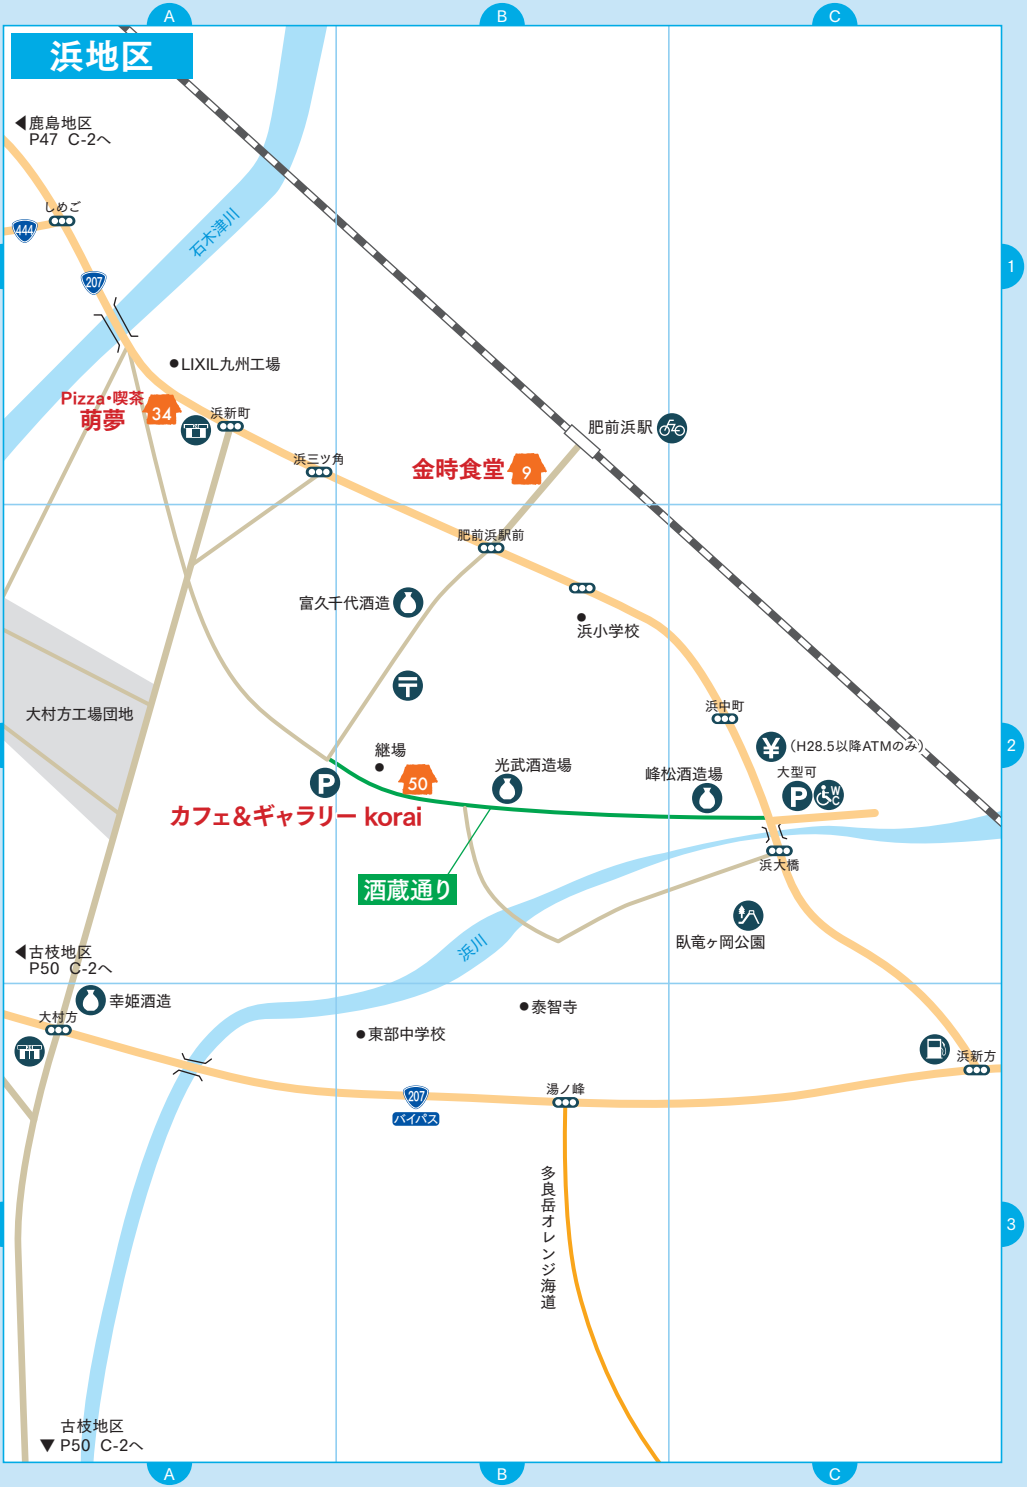 A
B
C
浜地区
◀鹿島地区
P47 C-2へ
しめご
444
石木津川
207
1
LIXIL九州工場
Pizza・喫茶
萌夢
34
浜新町
肥前浜駅
浜三ツ角
金時食堂
9
肥前浜駅前
富久千代酒造
浜小学校
大村方工場団地
浜中町
2
継場
¥
(H28.5以降ATMのみ)
光武酒造場
峰松酒造場
大型可
P
50
P
WC
カフェ&ギャラリー korai
浜大橋
酒蔵通り
浜川
臥竜ヶ岡公園
◀古枝地区
P50 C-2へ
幸姫酒造
泰智寺
大村方
東部中学校
浜新方
湯ノ峰
207
バイパス
多良岳オレンジ海道
3
古枝地区
▼ P50 C-2へ
A
B
C